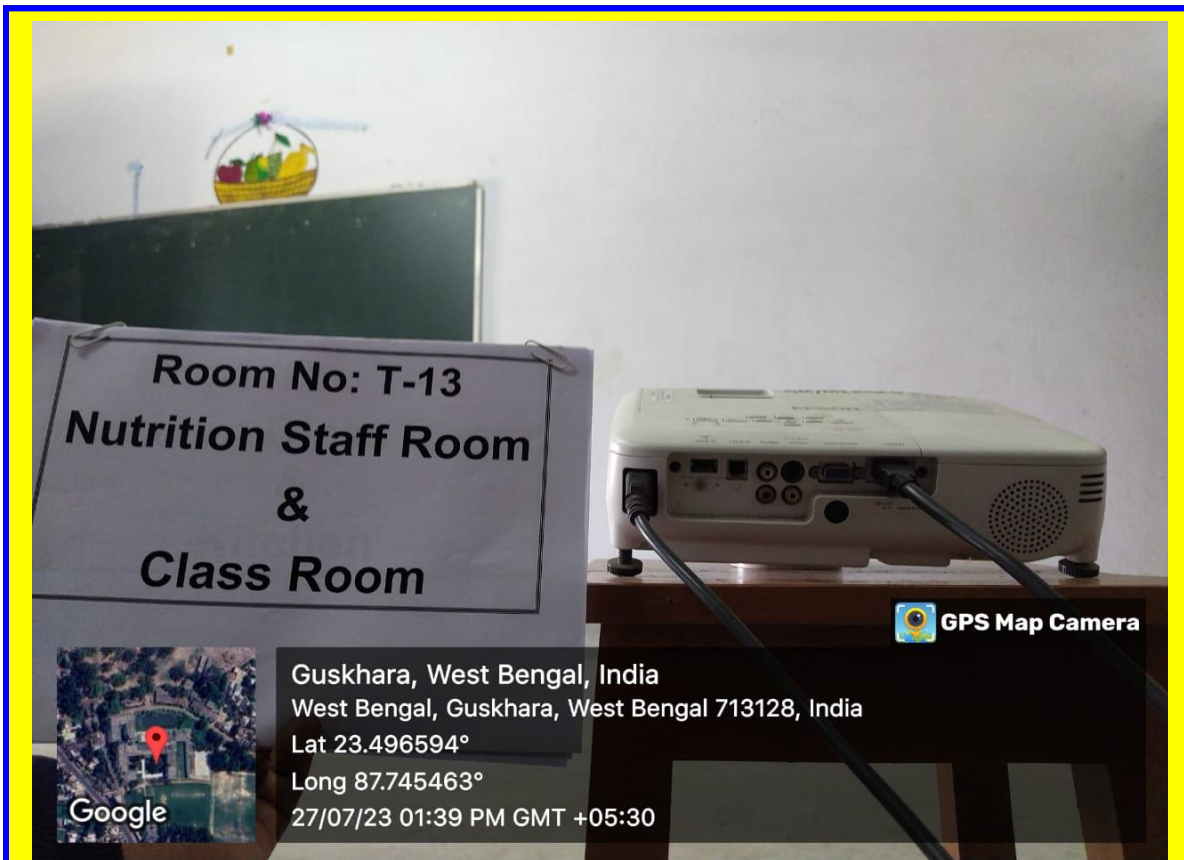 Room No: T-13
Nutrition Staff Room
&
Class Room
GPS Map Camera
Guskhara, West Bengal, India
West Bengal, Guskhara, West Bengal 713128, India
Lat 23.496594°
Long 87.745463°
27/07/23 01:39 PM GMT +05:30
Google